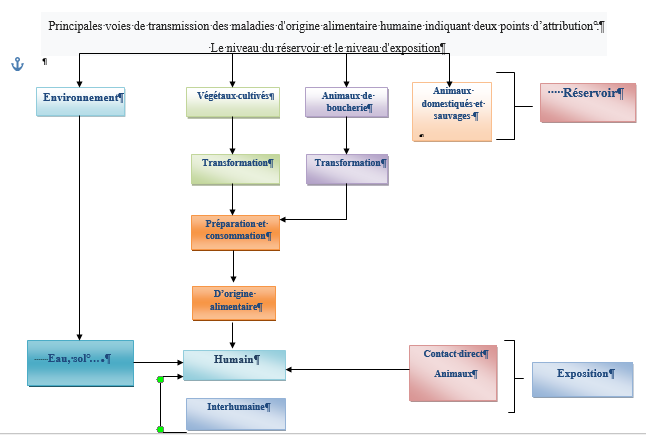 Principales voies de transmission des maladies d'origine alimentaire humaine indiquant deux points d'attribution°:¶
Le niveau du réservoir et le niveau d'exposition¶
¶
Environnement¶
Végétaux cultivés¶
Animaux de
boucherie¶
Animaux
domestiqués et
sauvages ¶
¶
Réservoir¶
Transformation¶
Transformation¶
Préparation et
consommation¶
D'origine
alimentaire¶
Eau, sol°…•¶
Humain¶
Contact direct¶
Animaux¶
Exposition¶
Interhumaine¶